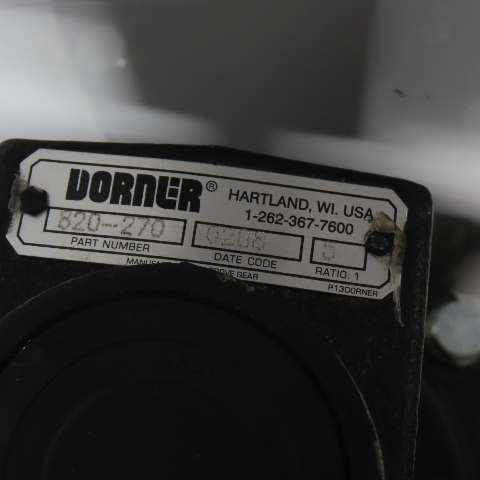 DORNER®
HARTLAND, WI. USA
1-262-367-7600
820-270 0208 5
PART NUMBER DATE CODE RATIO: 1
GEAR
P13DORNER